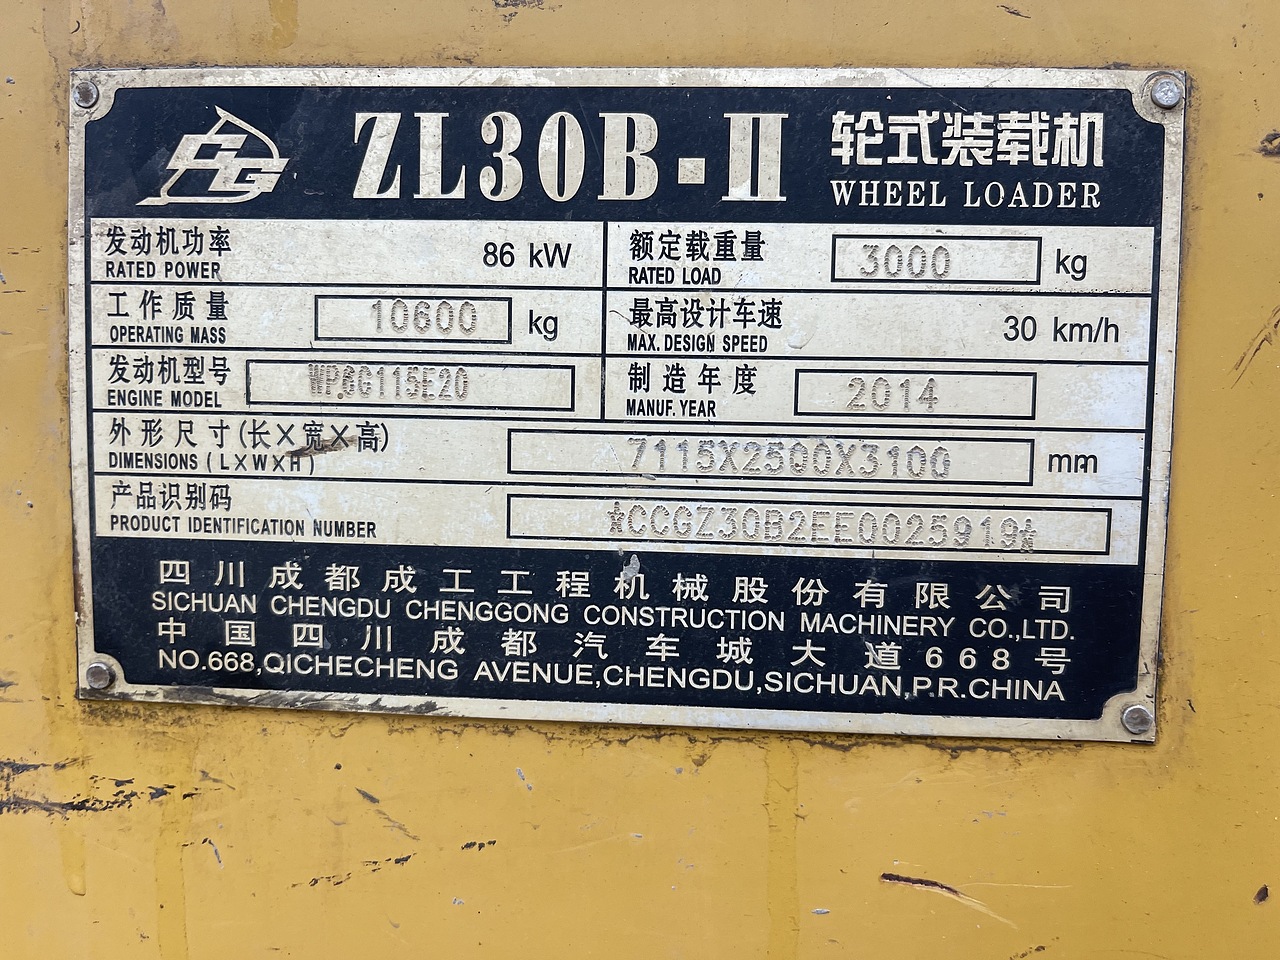 CG ZL30B-II 轮式装载机
WHEEL LOADER
发动机功率 86 kW
RATED POWER
额定载重量 3000 kg
RATED LOAD
工作质量 10600 kg
OPERATING MASS
最高设计车速 30 km/h
MAX. DESIGN SPEED
发动机型号 WP6G115E20
ENGINE MODEL
制造年度 2014
MANUF. YEAR
外形尺寸(长×宽×高) 7115X2500X3100 mm
DIMENSIONS (L×W×H)
产品识别码 *CCGZ30B2EE0025919*
PRODUCT IDENTIFICATION NUMBER
四川成都成工工程机械股份有限公司
SICHUAN CHENGDU CHENGGONG CONSTRUCTION MACHINERY CO.,LTD.
中国四川成都汽车城大道668号
NO.668,QICHECHENG AVENUE,CHENGDU,SICHUAN,P.R.CHINA